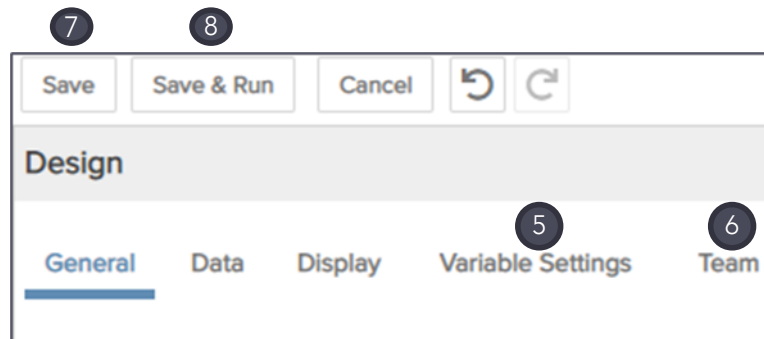 7 8
Save Save & Run Cancel
Design
5 6
General Data Display Variable Settings Team